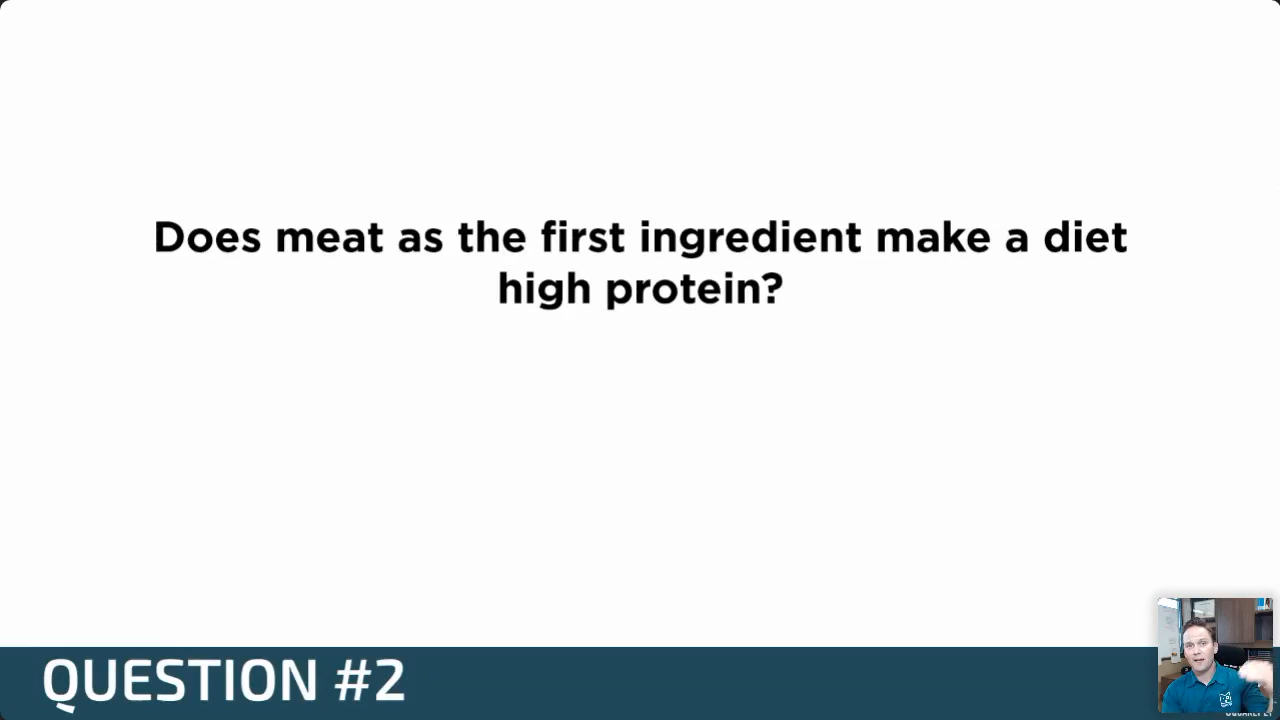 Does meat as the first ingredient make a diet
high protein?
QUESTION #2